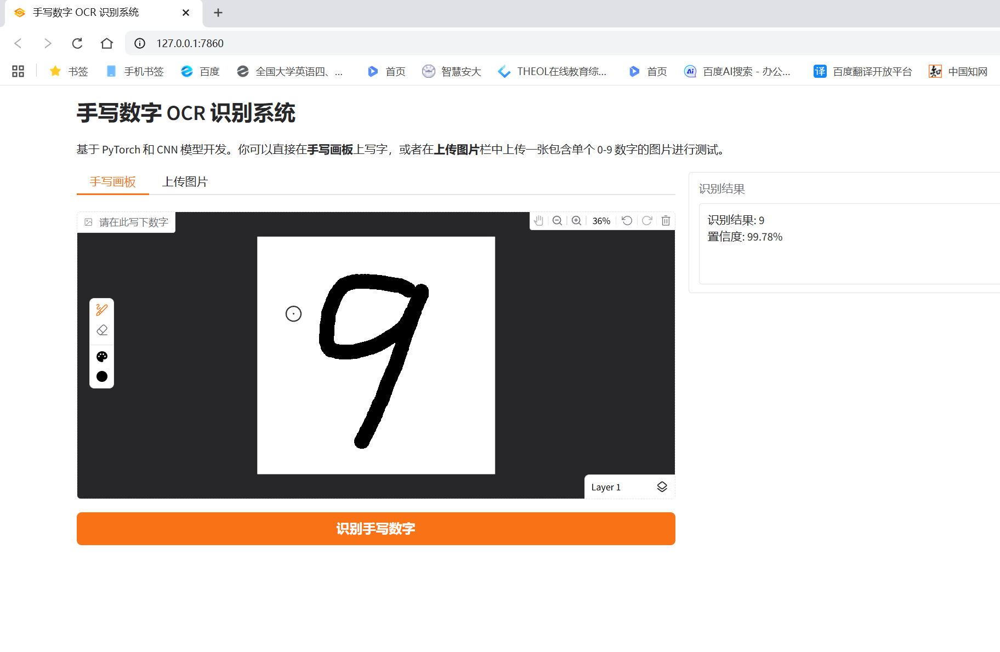 手写数字 OCR 识别系统
127.0.0.1:7860
书签 手机书签 百度 全国大学英语四、... 首页 智慧安大 THEOL在线教育综... 首页 百度AI搜索 - 办公... 百度翻译开放平台 中国知网
手写数字 OCR 识别系统
基于 PyTorch 和 CNN 模型开发。你可以直接在手写画板上写字，或者在上传图片栏中上传一张包含单个 0-9 数字的图片进行测试。
手写画板 上传图片
请在此写下数字
36%
9
Layer 1
识别手写数字
识别结果
识别结果: 9
置信度: 99.78%